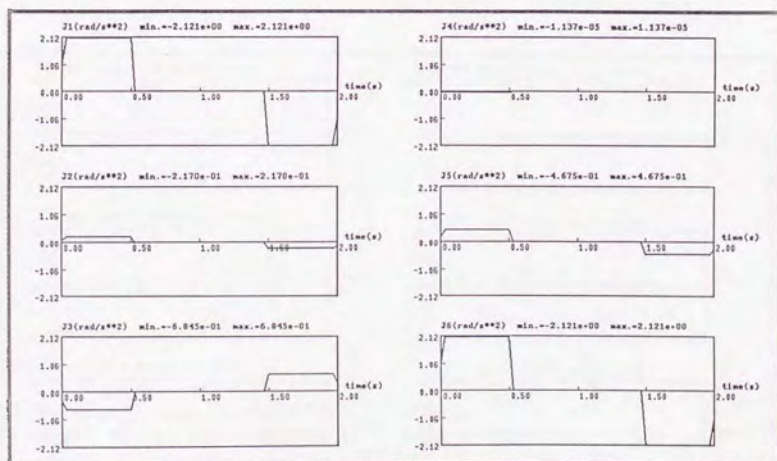 J1(rad/s**2) min.=-2.121e+00 max.=2.121e+00
2.12
1.06
0.00
-1.06
-2.12
0.00 0.50 1.00 1.50 2.00
time(s)
J4(rad/s**2) min.=-1.137e-05 max.=1.137e-05
2.12
1.06
0.00
-1.06
-2.12
0.00 0.50 1.00 1.50 2.00
time(s)
J2(rad/s**2) min.=-2.170e-01 max.=2.170e-01
2.12
1.06
0.00
-1.06
-2.12
0.00 0.50 1.00 1.50 2.00
time(s)
J5(rad/s**2) min.=-4.675e-01 max.=4.675e-01
2.12
1.06
0.00
-1.06
-2.12
0.00 0.50 1.00 1.50 2.00
time(s)
J3(rad/s**2) min.=-6.845e-01 max.=6.845e-01
2.12
1.06
0.00
-1.06
-2.12
0.00 0.50 1.00 1.50 2.00
time(s)
J6(rad/s**2) min.=-2.121e+00 max.=2.121e+00
2.12
1.06
0.00
-1.06
-2.12
0.00 0.50 1.00 1.50 2.00
time(s)